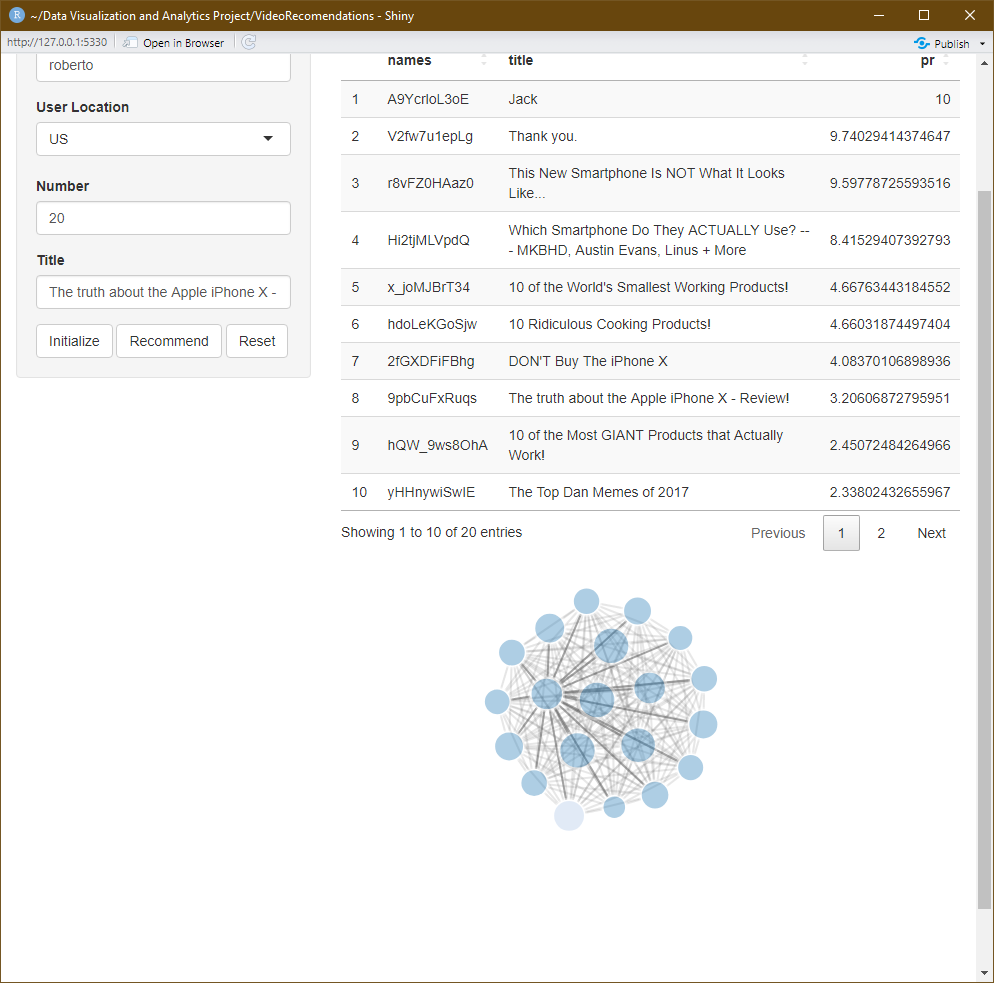 ~/Data Visualization and Analytics Project/VideoRecomendations - Shiny
http://127.0.0.1:5330
Open in Browser
Publish
roberto
User Location
US
Number
20
Title
The truth about the Apple iPhone X -
Initialize Recommend Reset
names title pr
1 A9YcrloL3oE Jack 10
2 V2fw7u1epLg Thank you. 9.74029414374647
3 r8vFZ0HAaz0 This New Smartphone Is NOT What It Looks
Like... 9.59778725593516
4 Hi2tjMLVpdQ Which Smartphone Do They ACTUALLY Use? --
- MKBHD, Austin Evans, Linus + More 8.41529407392793
5 x_joMJBrT34 10 of the World's Smallest Working Products! 4.66763443184552
6 hdoLeKGoSjw 10 Ridiculous Cooking Products! 4.66031874497404
7 2fGXDFiFBhg DON'T Buy The iPhone X 4.08370106898936
8 9pbCuFxRuqs The truth about the Apple iPhone X - Review! 3.20606872795951
9 hQW_9ws8OhA 10 of the Most GIANT Products that Actually
Work! 2.45072484264966
10 yHHnywiSwIE The Top Dan Memes of 2017 2.33802432655967
Showing 1 to 10 of 20 entries
Previous 1 2 Next